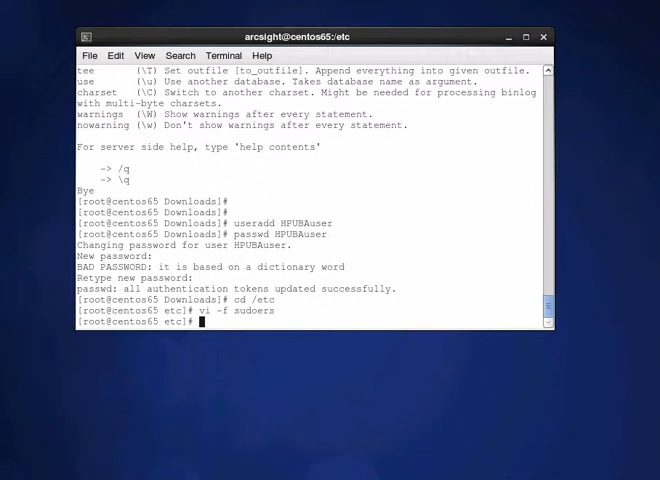 arcsight@centos65:/etc
File Edit View Search Terminal Help
tee (\T) Set outfile [to_outfile]. Append everything into given outfile.
use (\u) Use another database. Takes database name as argument.
charset (\C) Switch to another charset. Might be needed for processing binlog
with multi-byte charsets.
warnings (\W) Show warnings after every statement.
nowarning (\w) Don't show warnings after every statement.
For server side help, type 'help contents'
-> /q
-> \q
Bye
[root@centos65 Downloads]#
[root@centos65 Downloads]#
[root@centos65 Downloads]# useradd HPUBAuser
[root@centos65 Downloads]# passwd HPUBAuser
Changing password for user HPUBAuser.
New password:
BAD PASSWORD: it is based on a dictionary word
Retype new password:
passwd: all authentication tokens updated successfully.
[root@centos65 Downloads]# cd /etc
[root@centos65 etc]# vi -f sudoers
[root@centos65 etc]#